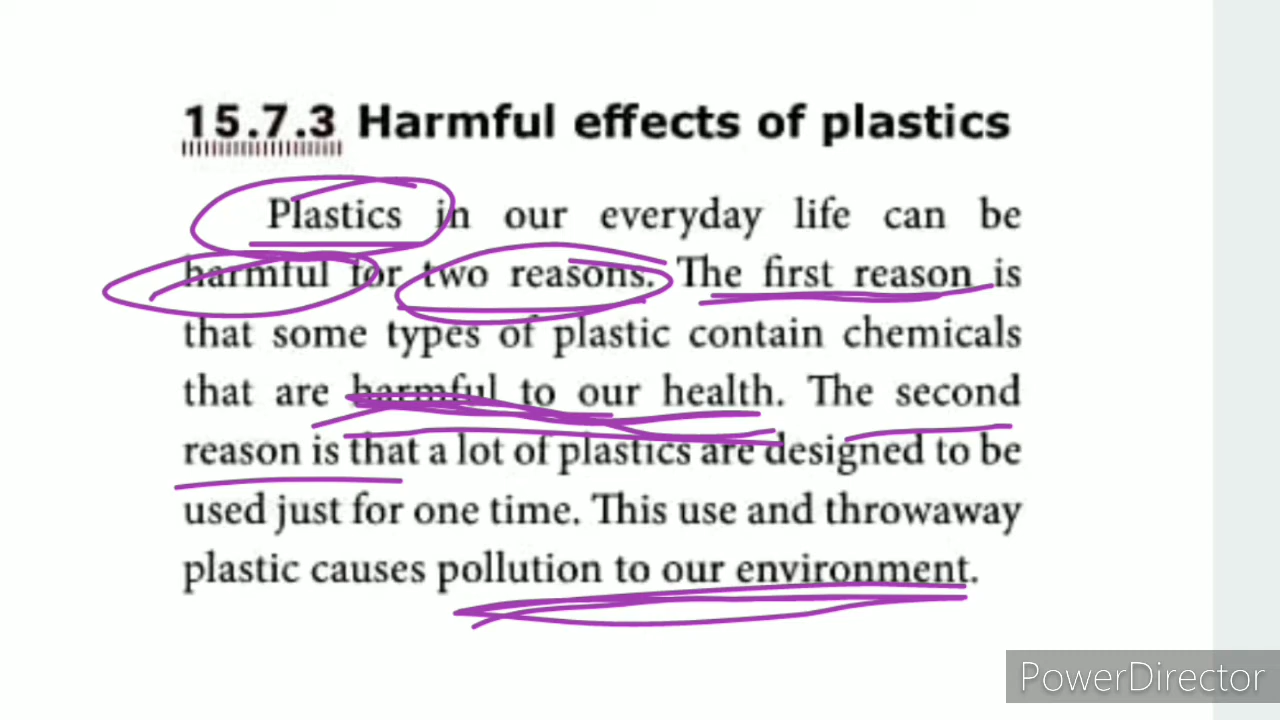 15.7.3 Harmful effects of plastics
Plastics in our everyday life can be
harmful for two reasons. The first reason is
that some types of plastic contain chemicals
that are harmful to our health. The second
reason is that a lot of plastics are designed to be
used just for one time. This use and throwaway
plastic causes pollution to our environment.
PowerDirector